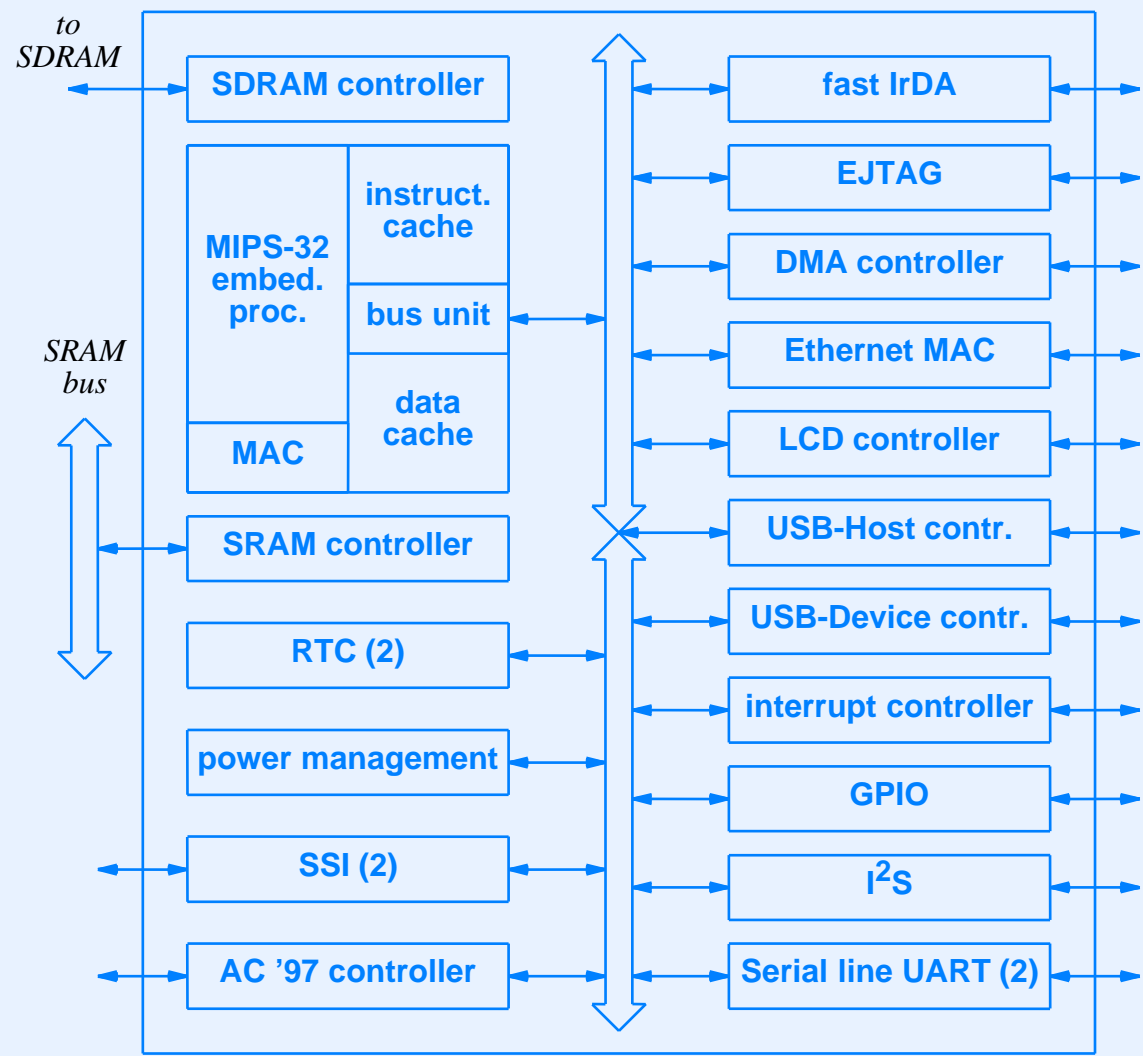 to
SDRAM
SDRAM controller
instruct.
cache
MIPS-32
embed.
proc.
bus unit
data
cache
MAC
SRAM
bus
SRAM controller
RTC (2)
power management
SSI (2)
AC ’97 controller
fast IrDA
EJTAG
DMA controller
Ethernet MAC
LCD controller
USB-Host contr.
USB-Device contr.
interrupt controller
GPIO
I²S
Serial line UART (2)